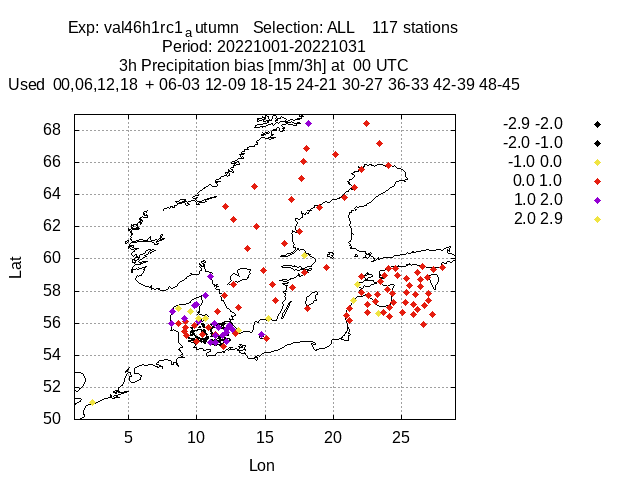 Exp: val46h1rc1autumn Selection: ALL 117 stations
Period: 20221001-20221031
3h Precipitation bias [mm/3h] at 00 UTC
Used 00,06,12,18 + 06-03 12-09 18-15 24-21 30-27 36-33 42-39 48-45
-2.9 -2.0
-2.0 -1.0
-1.0 0.0
0.0 1.0
1.0 2.0
2.0 2.9
68
66
64
62
60
58
56
54
52
50
Lat
5 10 15 20 25
Lon